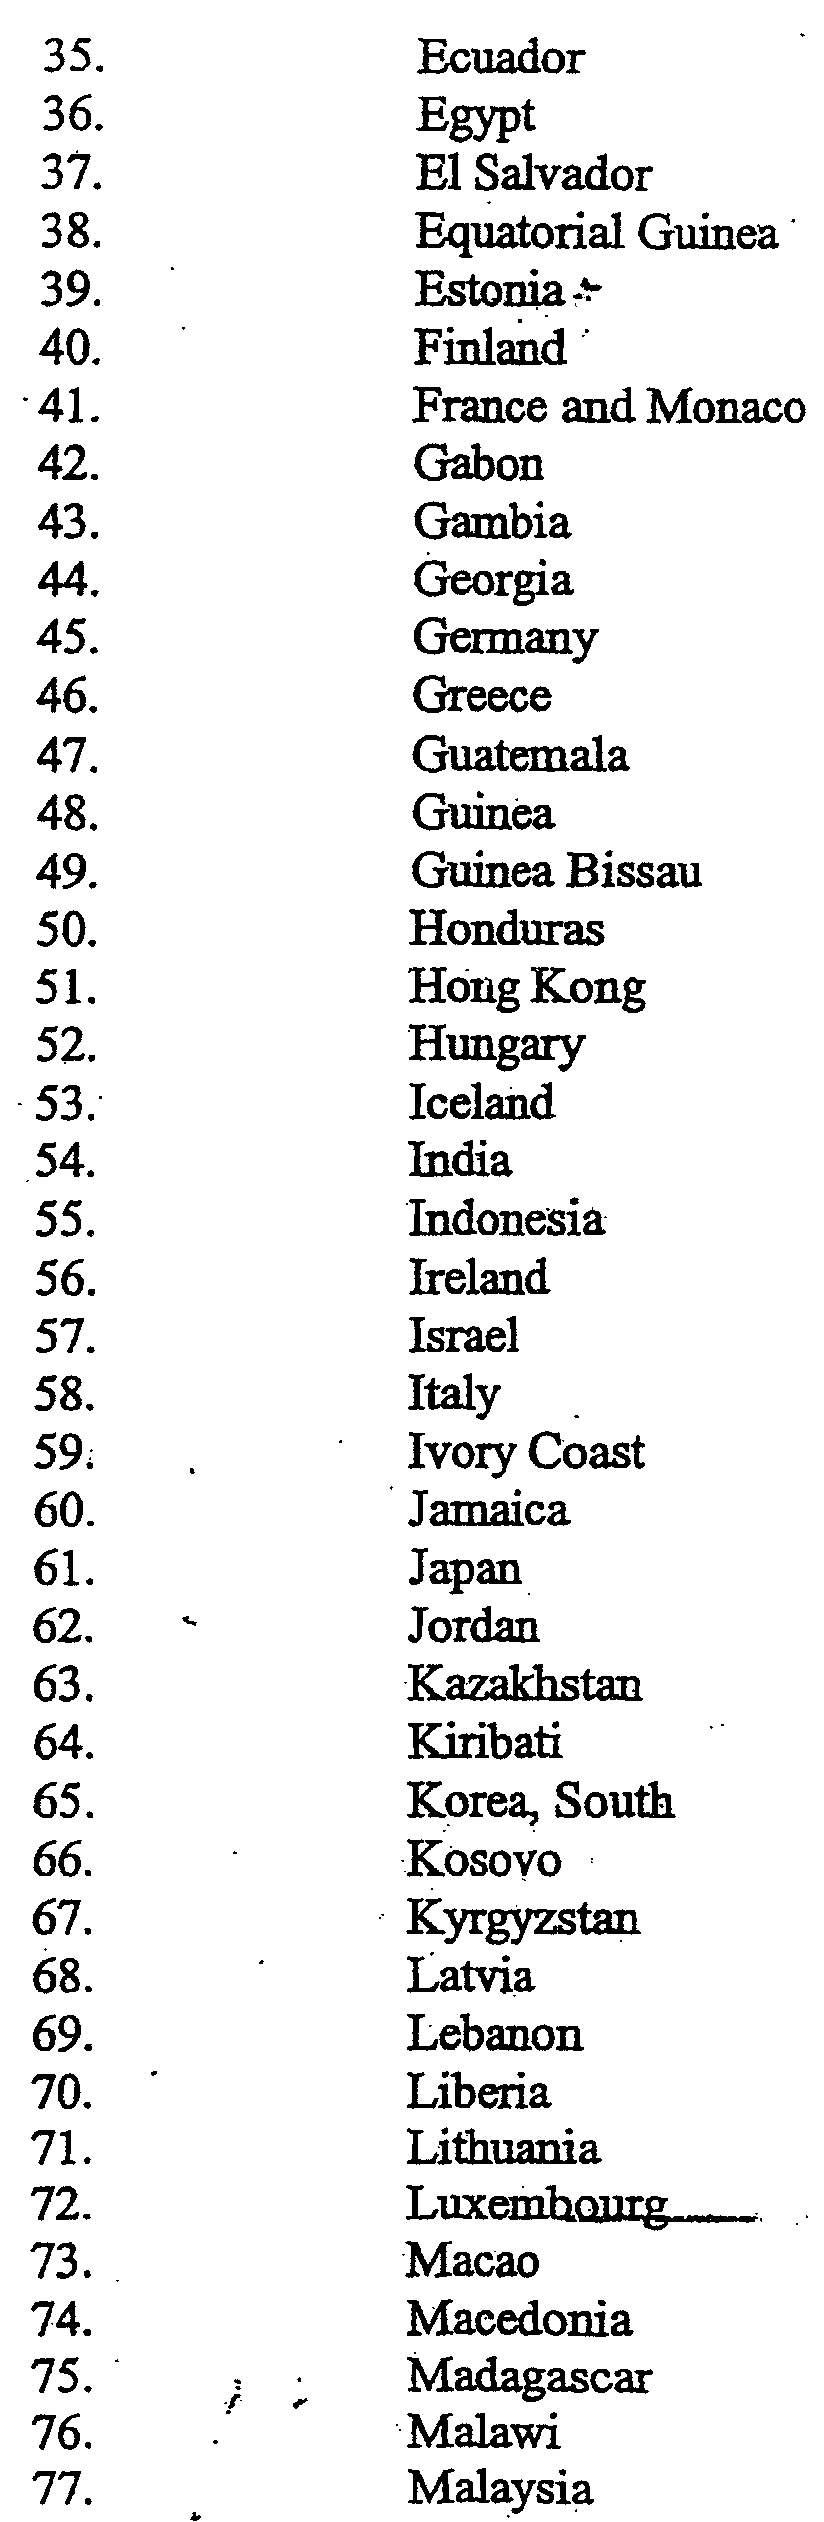 35. Ecuador
36. Egypt
37. El Salvador
38. Equatorial Guinea
39. Estonia
40. Finland
41. France and Monaco
42. Gabon
43. Gambia
44. Georgia
45. Germany
46. Greece
47. Guatemala
48. Guinea
49. Guinea Bissau
50. Honduras
51. Hong Kong
52. Hungary
53. Iceland
54. India
55. Indonesia
56. Ireland
57. Israel
58. Italy
59. Ivory Coast
60. Jamaica
61. Japan
62. Jordan
63. Kazakhstan
64. Kiribati
65. Korea, South
66. Kosovo
67. Kyrgyzstan
68. Latvia
69. Lebanon
70. Liberia
71. Lithuania
72. Luxembourg
73. Macao
74. Macedonia
75. Madagascar
76. Malawi
77. Malaysia